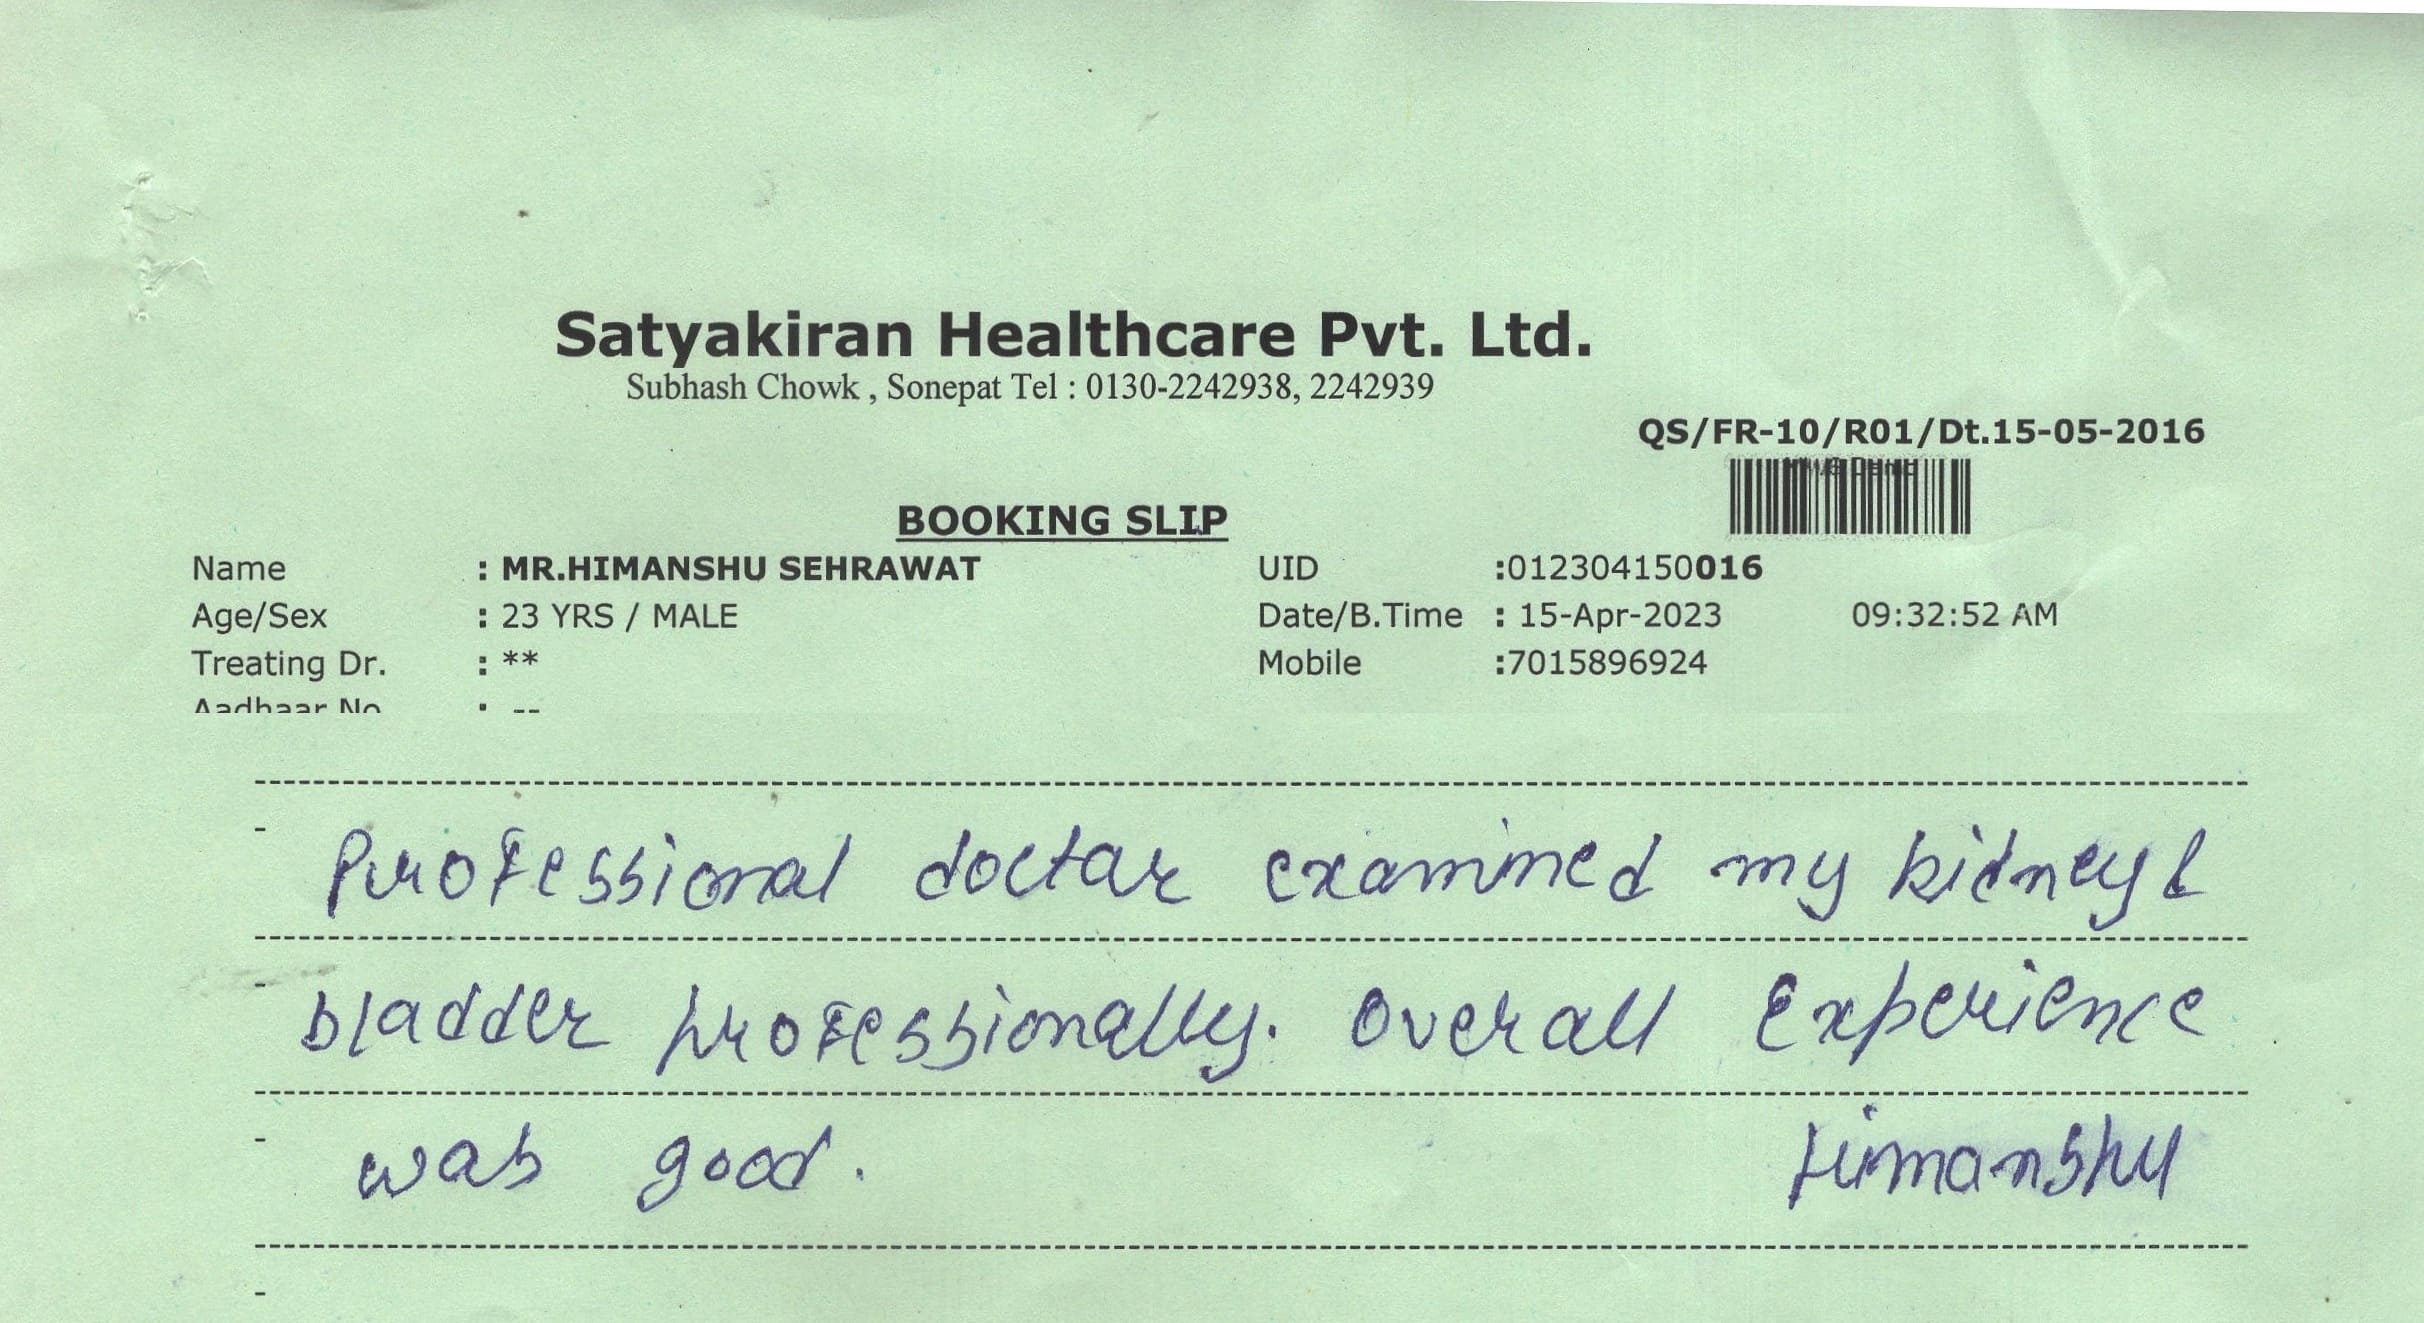 Satyakiran Healthcare Pvt. Ltd.
Subhash Chowk , Sonepat Tel : 0130-2242938, 2242939
QS/FR-10/R01/Dt.15-05-2016
BOOKING SLIP
Name : MR.HIMANSHU SEHRAWAT UID :012304150016
Age/Sex : 23 YRS / MALE Date/B.Time : 15-Apr-2023 09:32:52 AM
Treating Dr. : ** Mobile :7015896924
Aadhaar No : --
Professional doctar examined my kidney &
bladder professionally. Overall Experience
was good. Himanshu